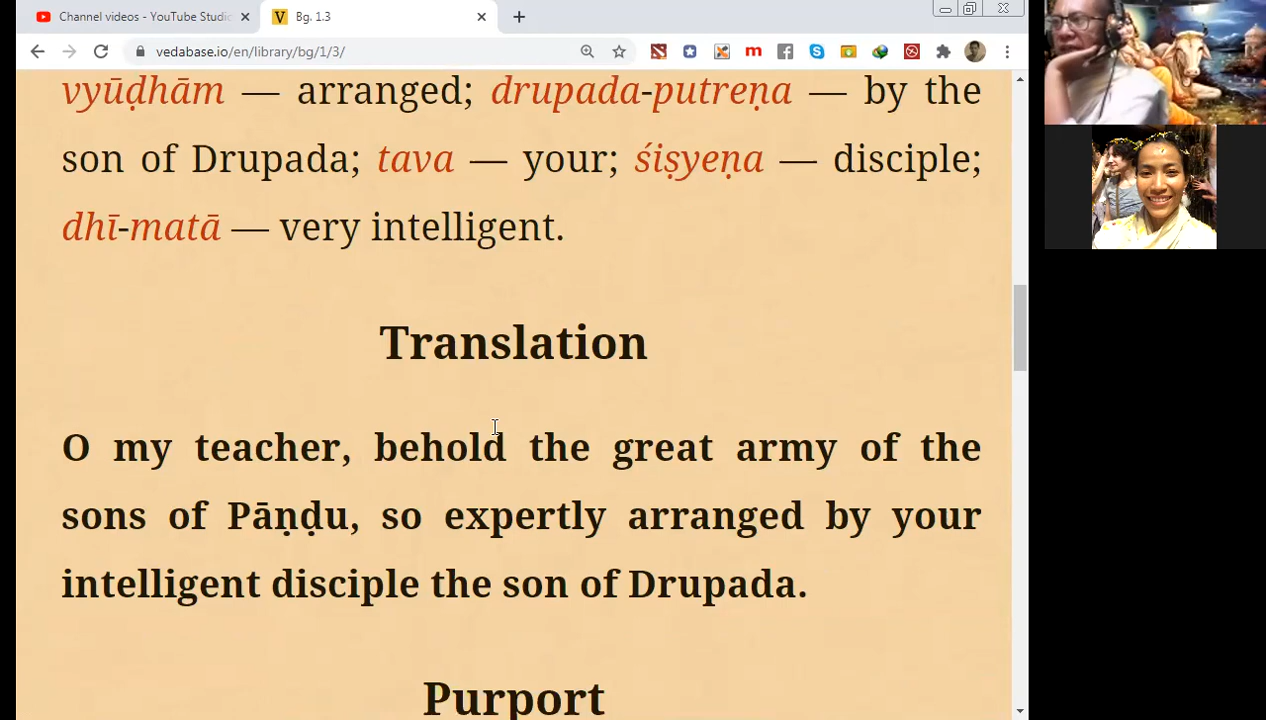 Channel videos - YouTube Studio
Bg. 1.3
vedabase.io/en/library/bg/1/3/
vyūḍhām — arranged; drupada-putreṇa — by the
son of Drupada; tava — your; śiṣyeṇa — disciple;
dhī-matā — very intelligent.
Translation
O my teacher, behold the great army of the
sons of Pāṇḍu, so expertly arranged by your
intelligent disciple the son of Drupada.
Purport